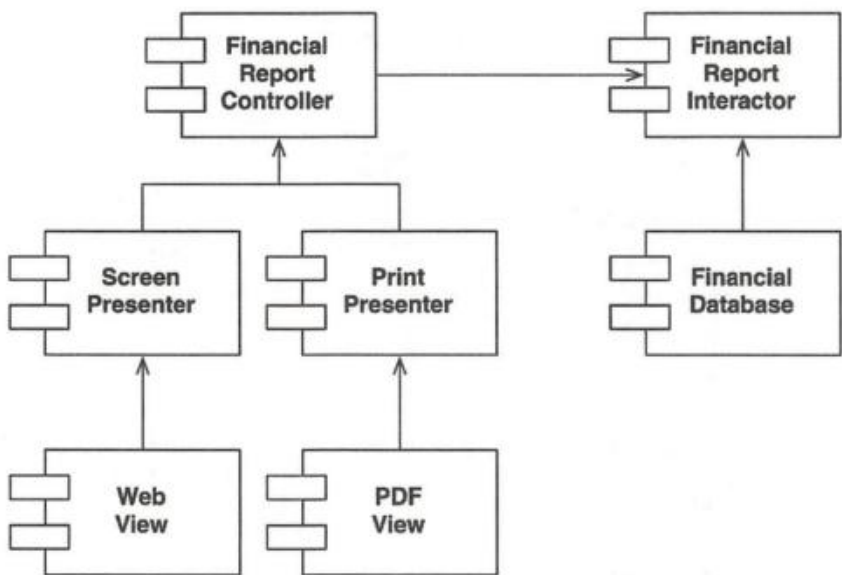 Financial
Report
Controller
Financial
Report
Interactor
Screen
Presenter
Print
Presenter
Financial
Database
Web
View
PDF
View